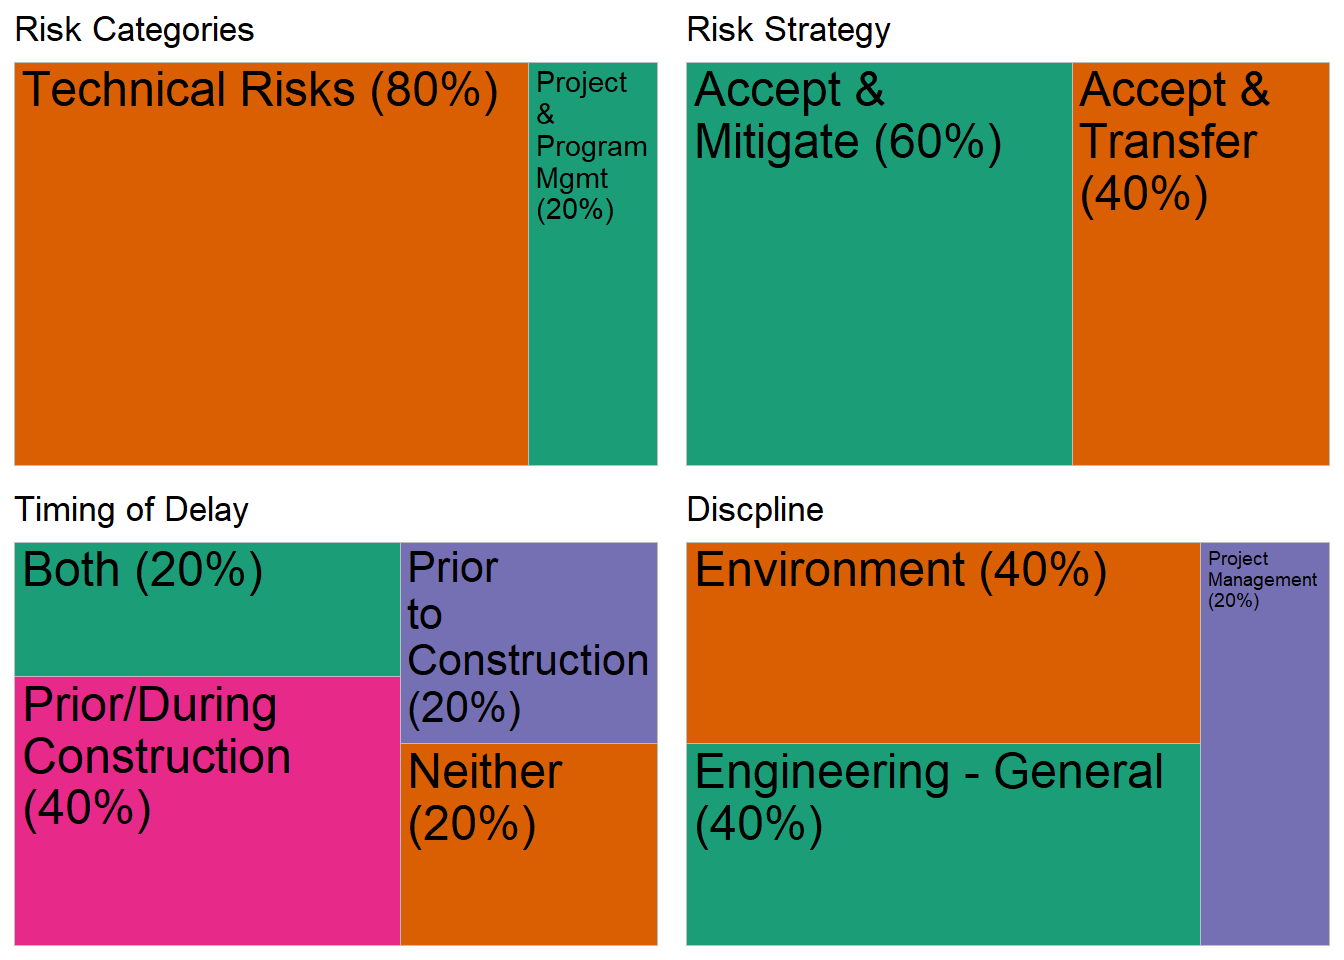 Risk Categories
Technical Risks (80%)
Project
&
Program
Mgmt
(20%)
Risk Strategy
Accept &
Mitigate (60%)
Accept &
Transfer
(40%)
Timing of Delay
Both (20%)
Prior/During
Construction
(40%)
Prior
to
Construction
(20%)
Neither
(20%)
Discpline
Environment (40%)
Engineering - General
(40%)
Project
Management
(20%)